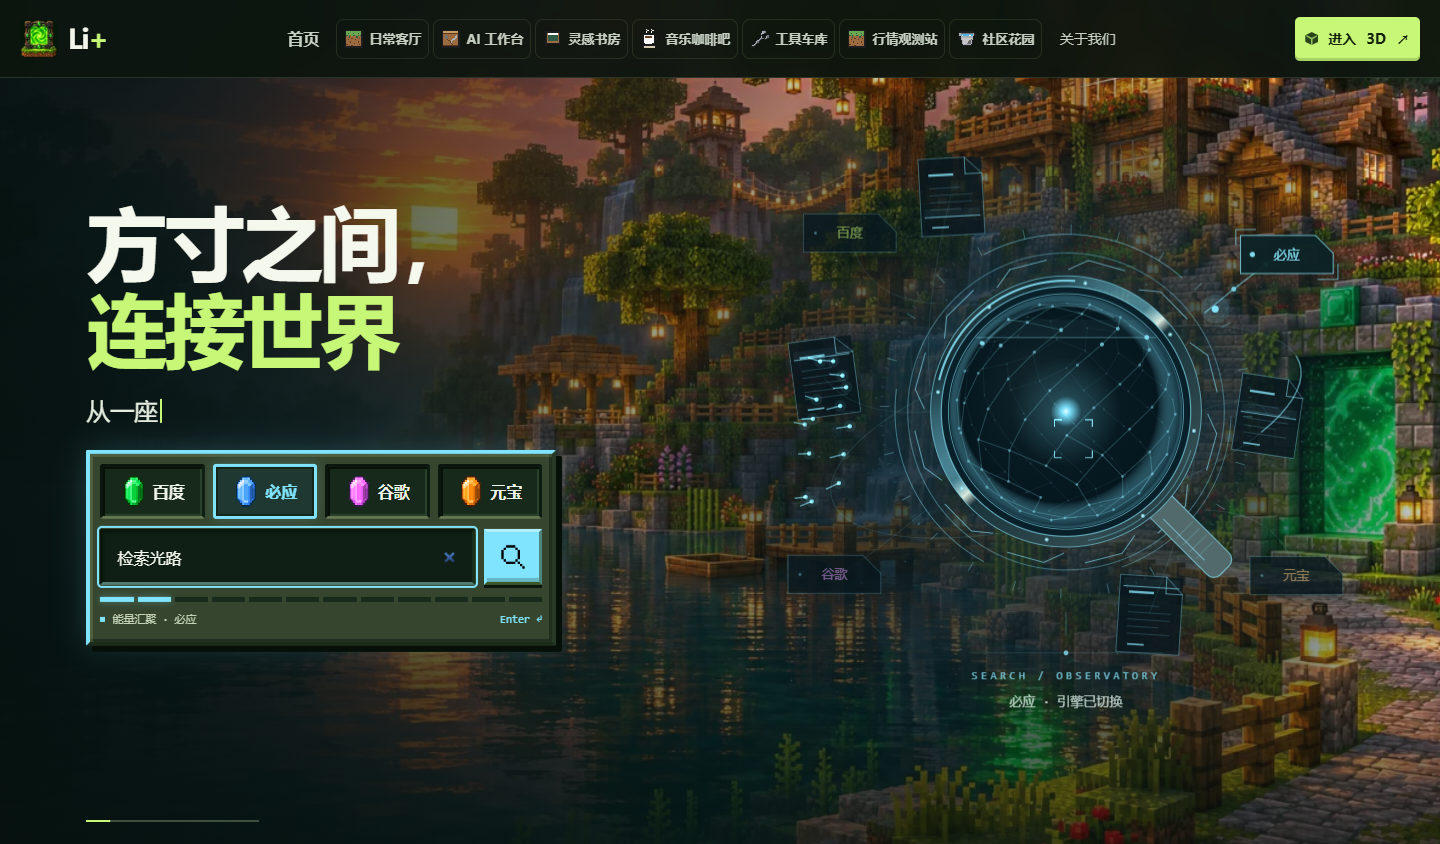 Li+
首页
日常客厅
AI 工作台
灵感书房
音乐咖啡吧
工具车库
行情观测站
社区花园
关于我们
进入 3D ↗
方寸之间，
连接世界
从一座
百度
必应
谷歌
元宝
检索光路
×
能量汇聚 · 必应
Enter ↲
百度
必应
谷歌
元宝
SEARCH / OBSERVATORY
必应 · 引擎已切换